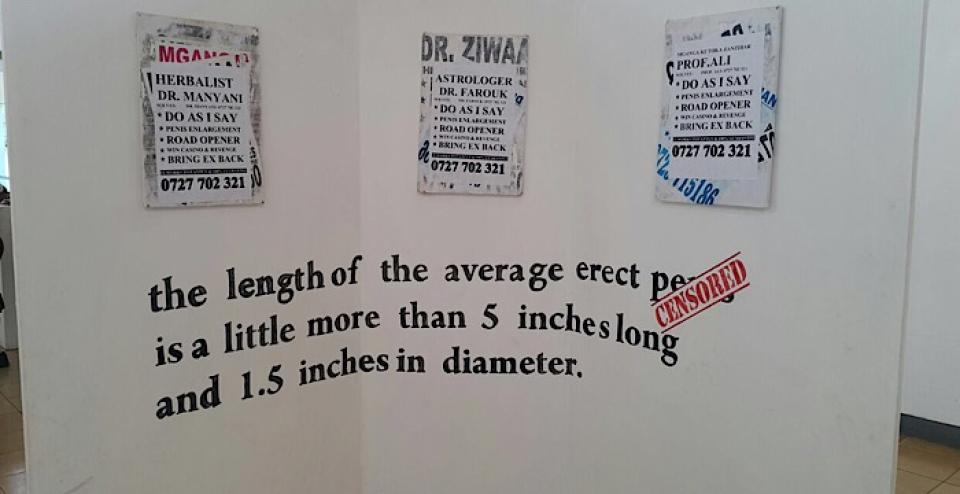 HERBALIST
DR. MANYANI
* DO AS I SAY
* PENIS ENLARGEMENT
* ROAD OPENER
* WIN CASINO & REVENGE
* BRING EX BACK
0727 702 321
DR. ZIWA
ASTROLOGER
DR. FAROUK
* DO AS I SAY
* PENIS ENLARGEMENT
* ROAD OPENER
* WIN CASINO & REVENGE
* BRING EX BACK
0727 702 321
MGANGA KUTOKA ZANZIBAR
PROF.ALI
* DO AS I SAY
* PENIS ENLARGEMENT
* ROAD OPENER
* WIN CASINO & REVENGE
* BRING EX BACK
0727 702 321
115186
the length of the average erect pe
CENSORED
is a little more than 5 inches long
and 1.5 inches in diameter.